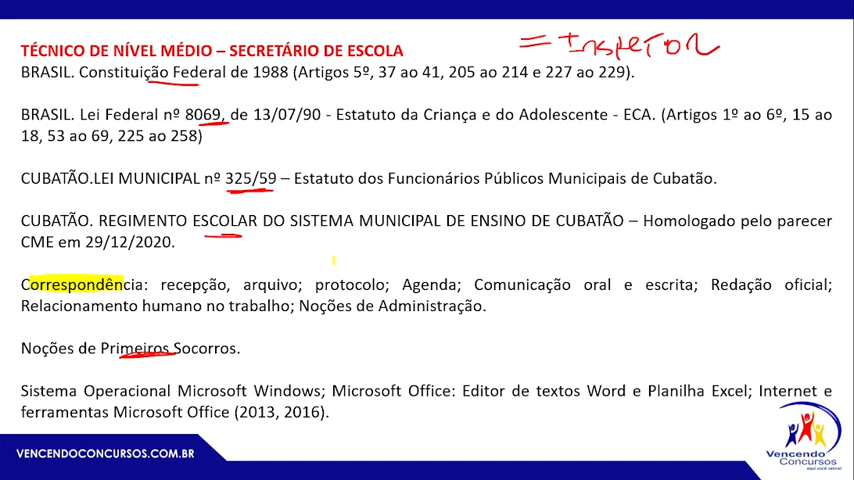 = Inspetor
TÉCNICO DE NÍVEL MÉDIO – SECRETÁRIO DE ESCOLA
BRASIL. Constituição Federal de 1988 (Artigos 5º, 37 ao 41, 205 ao 214 e 227 ao 229).
BRASIL. Lei Federal nº 8069, de 13/07/90 - Estatuto da Criança e do Adolescente - ECA. (Artigos 1º ao 6º, 15 ao
18, 53 ao 69, 225 ao 258)
CUBATÃO.LEI MUNICIPAL nº 325/59 – Estatuto dos Funcionários Públicos Municipais de Cubatão.
CUBATÃO. REGIMENTO ESCOLAR DO SISTEMA MUNICIPAL DE ENSINO DE CUBATÃO – Homologado pelo parecer
CME em 29/12/2020.
Correspondência: recepção, arquivo; protocolo; Agenda; Comunicação oral e escrita; Redação oficial;
Relacionamento humano no trabalho; Noções de Administração.
Noções de Primeiros Socorros.
Sistema Operacional Microsoft Windows; Microsoft Office: Editor de textos Word e Planilha Excel; Internet e
ferramentas Microsoft Office (2013, 2016).
VENCENDOCONCURSOS.COM.BR
Vencendo
Concursos
aqui você vence!